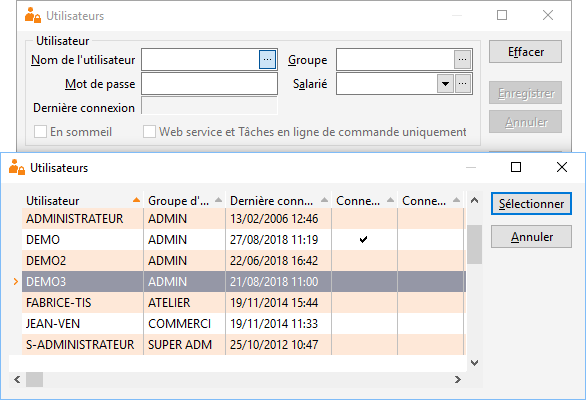 Utilisateurs
Utilisateur
Nom de l'utilisateur ... Groupe ... Effacer
Mot de passe Salarié ...
Dernière connexion Enregistrer
En sommeil Web service et Tâches en ligne de commande uniquement Annuler
Utilisateurs
Utilisateur Groupe d'... Dernière conn... Conne... Conne... Sélectionner
ADMINISTRATEUR ADMIN 13/02/2006 12:46
DEMO ADMIN 27/08/2018 11:19 Annuler
DEMO2 ADMIN 22/06/2018 16:42
DEMO3 ADMIN 21/08/2018 11:00
FABRICE-TIS ATELIER 19/11/2014 15:44
JEAN-VEN COMMERCI 19/11/2014 11:33
S-ADMINISTRATEUR SUPER ADM 25/10/2012 10:47